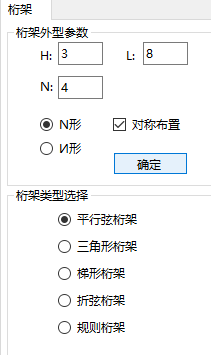 桁架
桁架外型参数
H: 3 L: 8
N: 4
N形 对称布置
И形
确定
桁架类型选择
平行弦桁架
三角形桁架
梯形桁架
折弦桁架
规则桁架